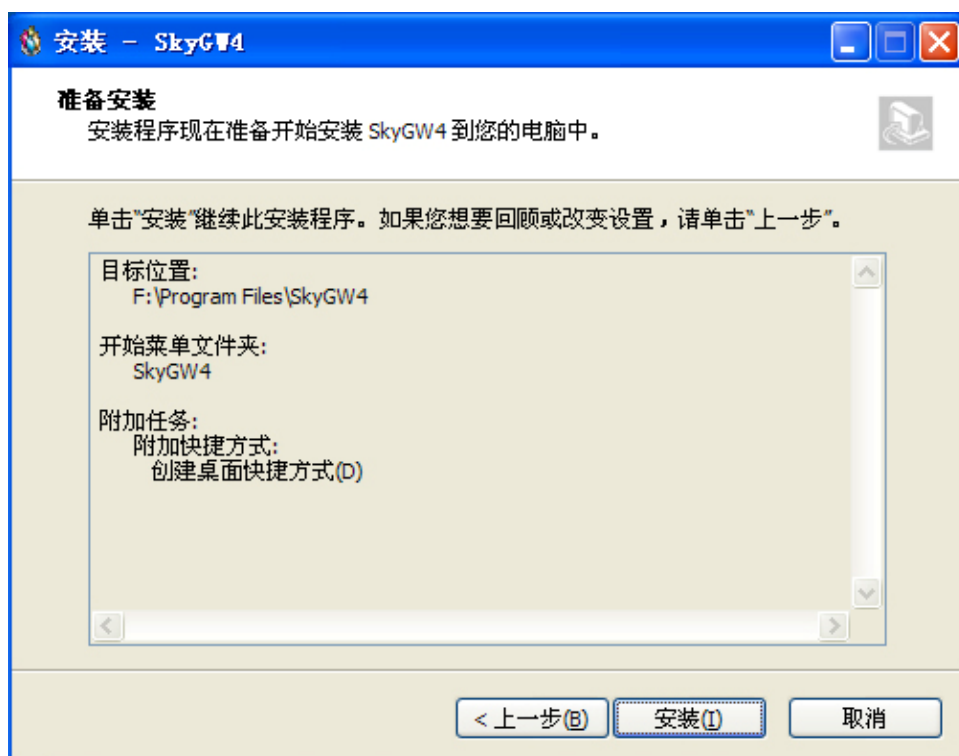 安装 - SkyGW4
准备安装
安装程序现在准备开始安装 SkyGW4 到您的电脑中。
单击"安装"继续此安装程序。如果您想要回顾或改变设置，请单击"上一步"。
目标位置:
F:\Program Files\SkyGW4
开始菜单文件夹:
SkyGW4
附加任务:
附加快捷方式:
创建桌面快捷方式(D)
< 上一步(B)
安装(I)
取消